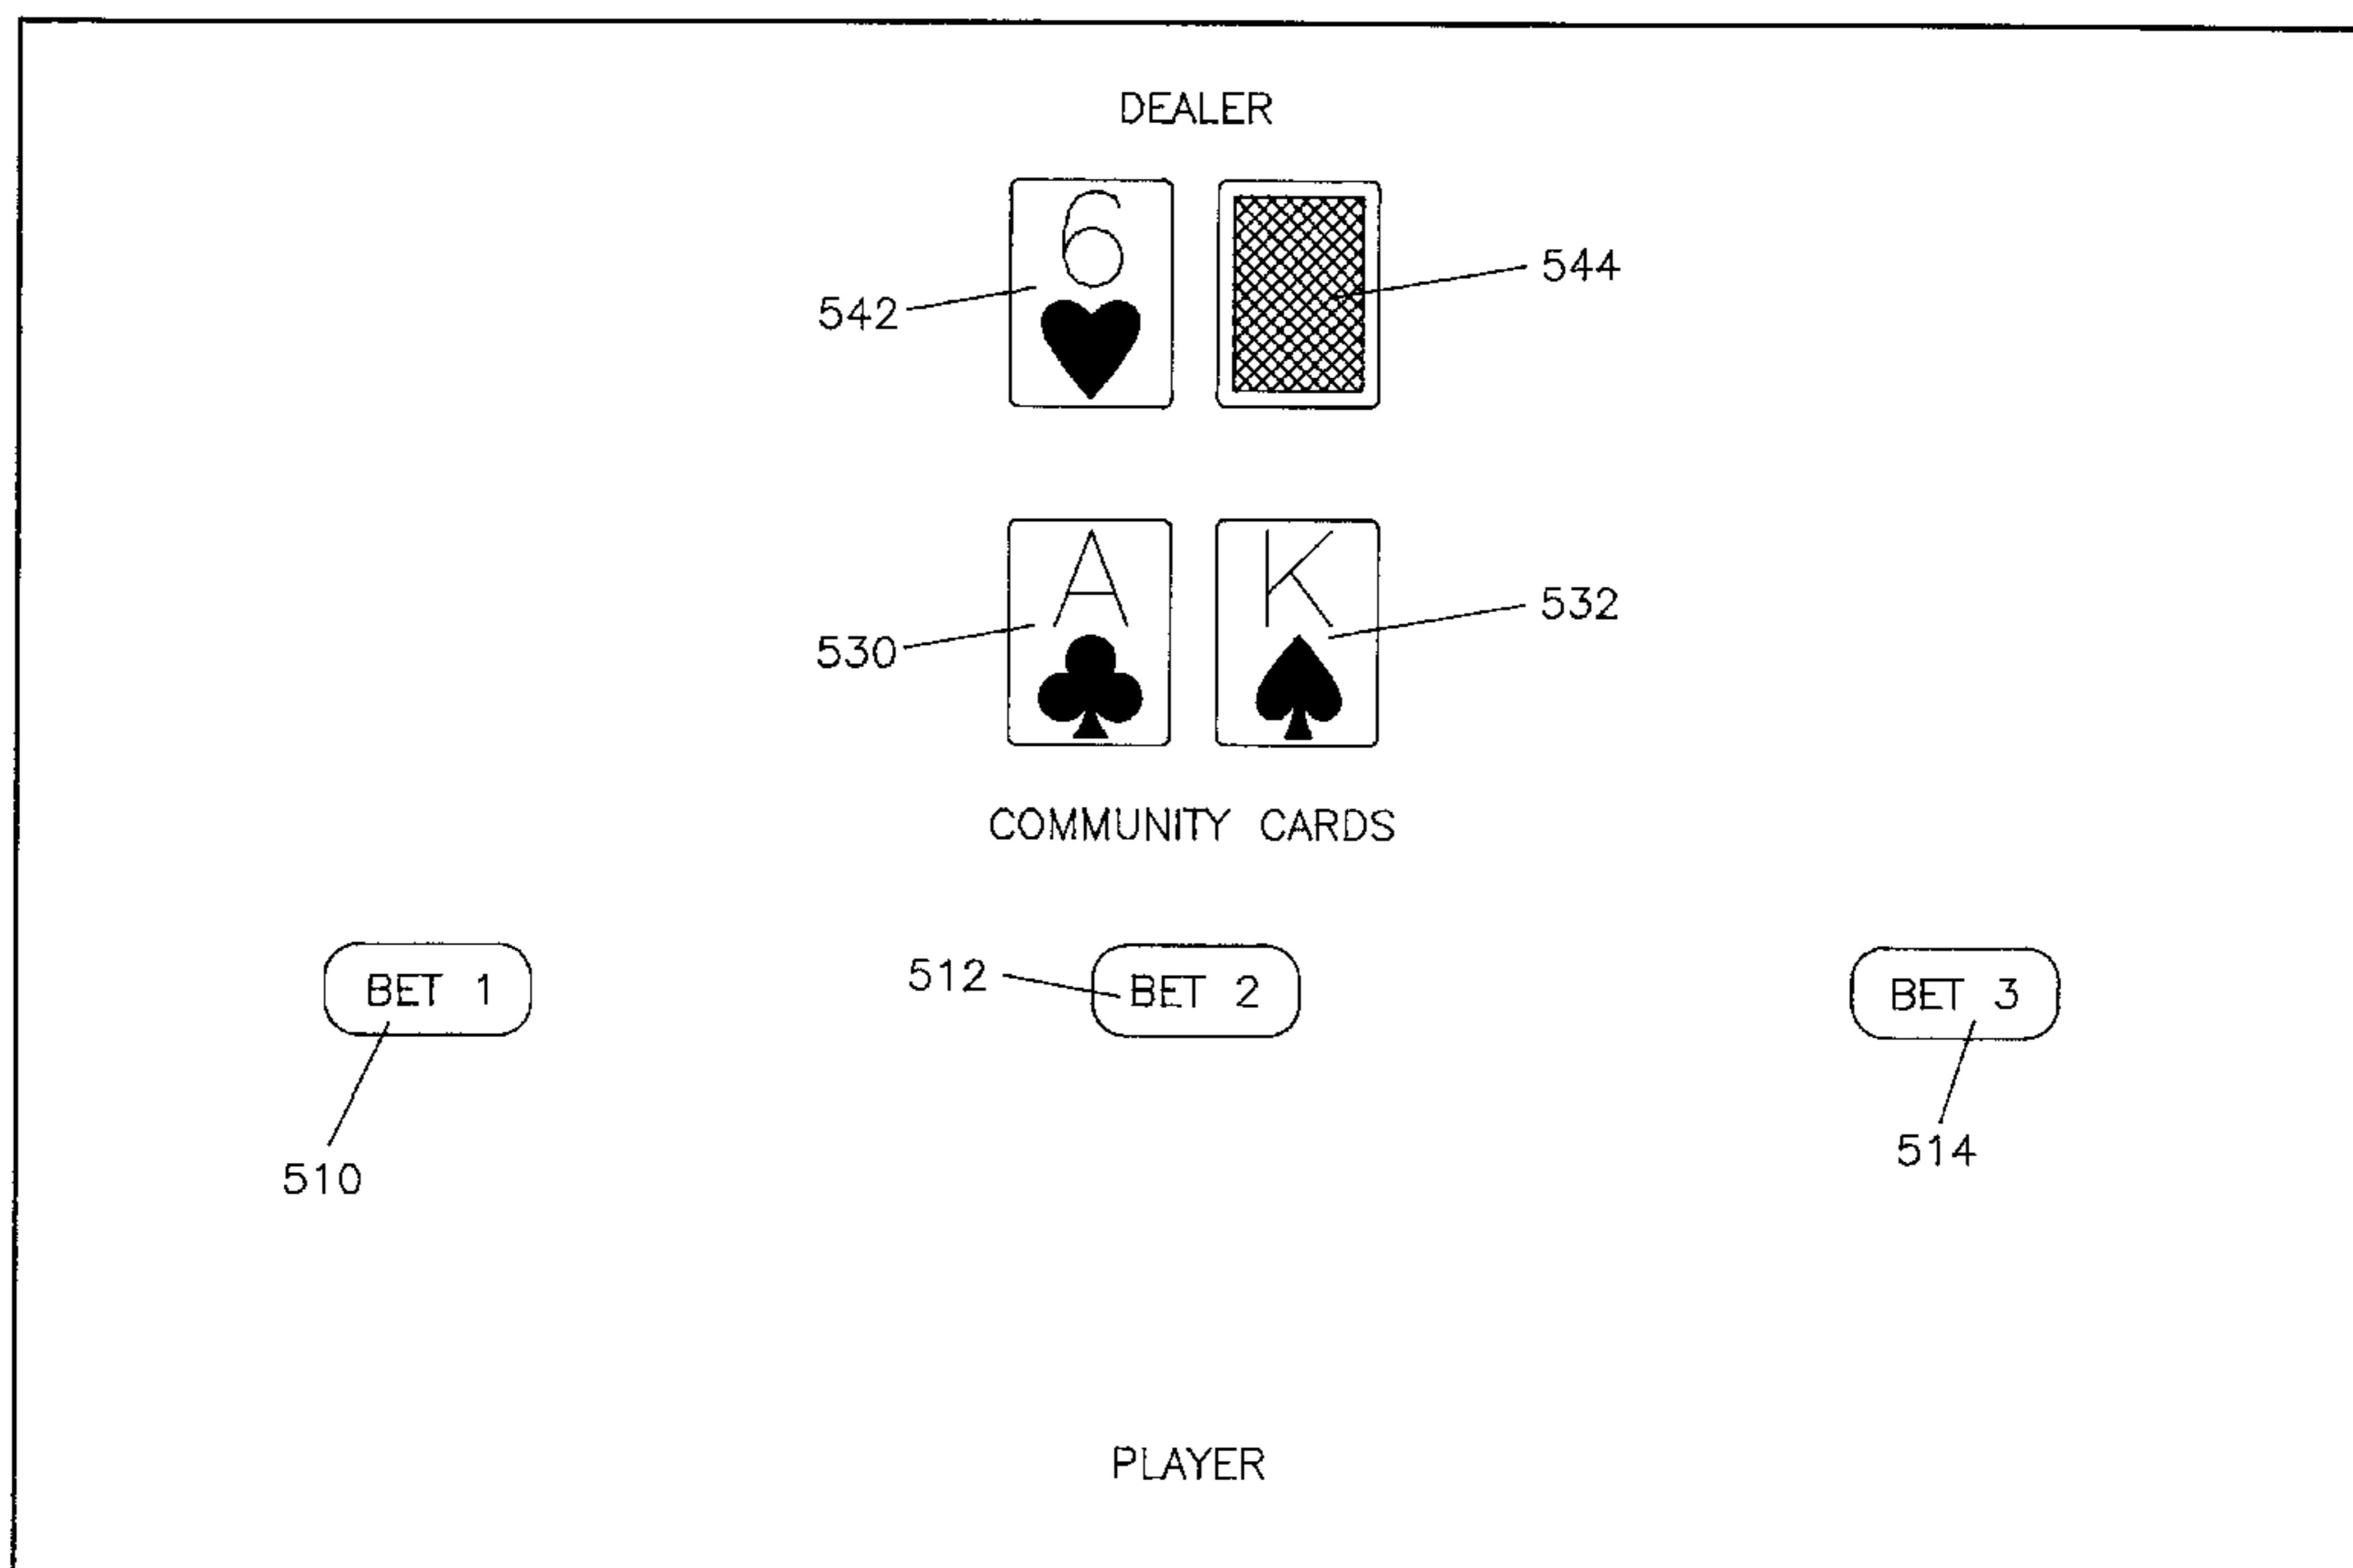 DEALER
6
542
544
A K
530
532
COMMUNITY CARDS
BET 1
512
BET 2
BET 3
510
514
PLAYER